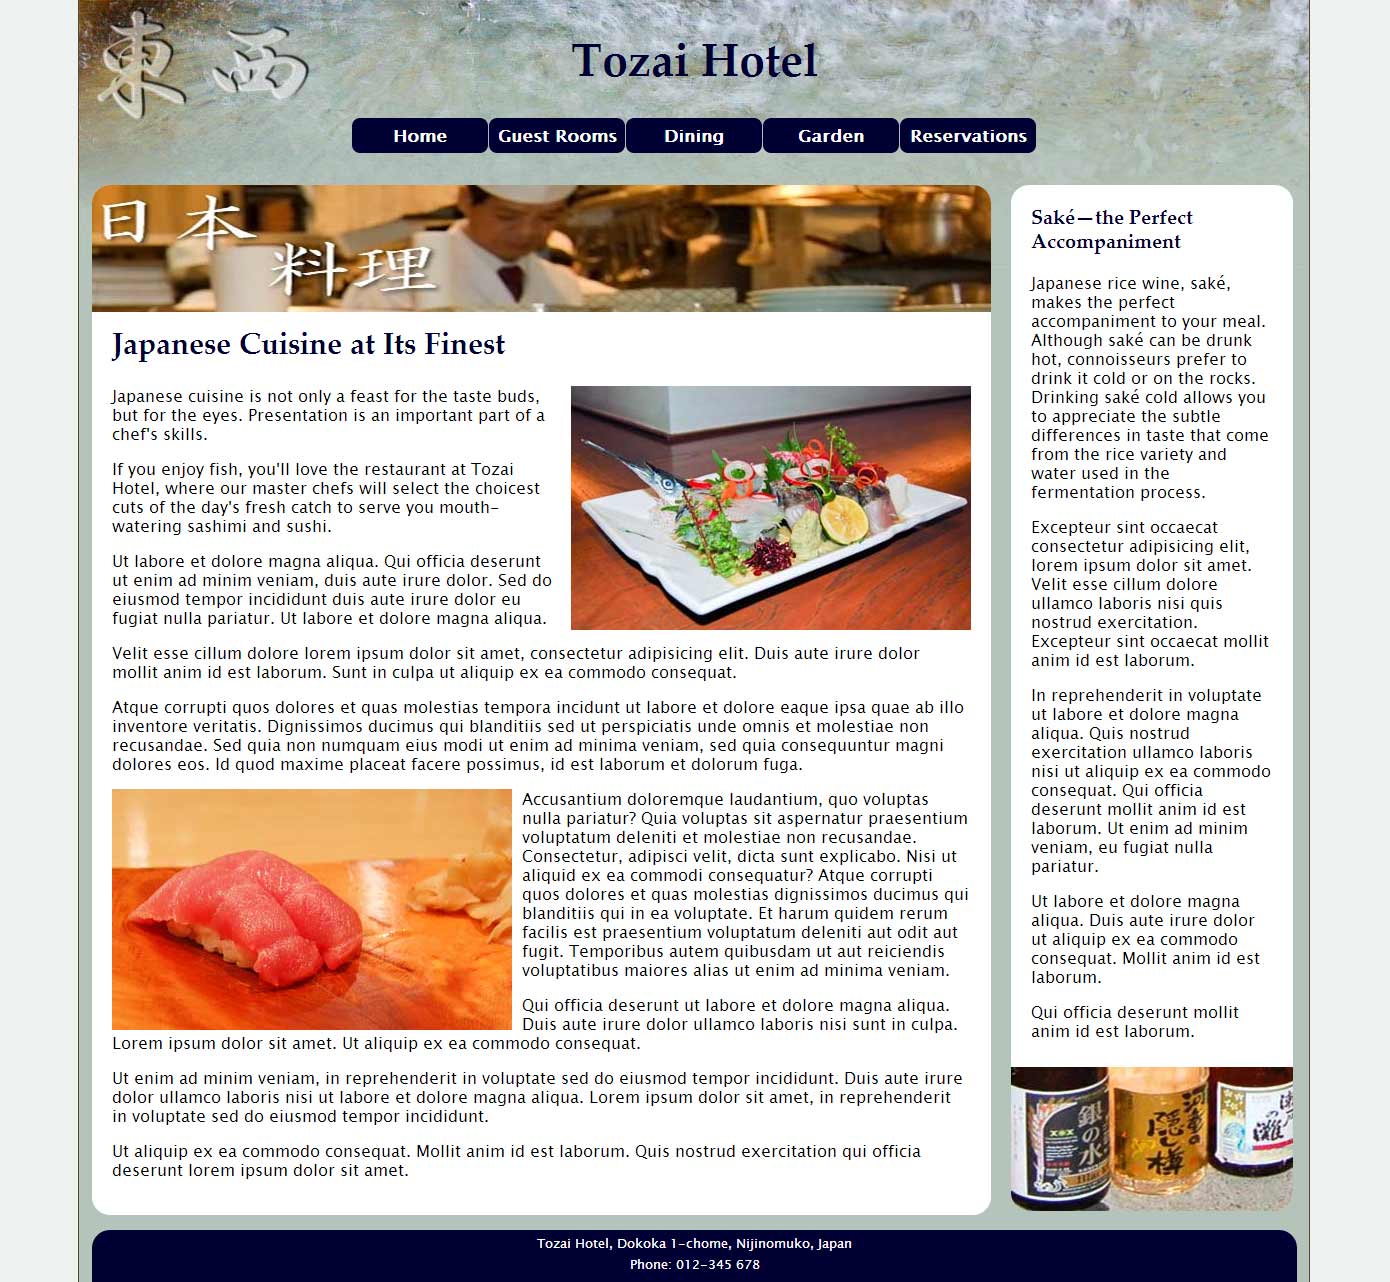 東 西
Tozai Hotel
Home Guest Rooms Dining Garden Reservations
日本
料理
Japanese Cuisine at Its Finest
Japanese cuisine is not only a feast for the taste buds,
but for the eyes. Presentation is an important part of a
chef's skills.
If you enjoy fish, you'll love the restaurant at Tozai
Hotel, where our master chefs will select the choicest
cuts of the day's fresh catch to serve you mouth-
watering sashimi and sushi.
Ut labore et dolore magna aliqua. Qui officia deserunt
ut enim ad minim veniam, duis aute irure dolor. Sed do
eiusmod tempor incididunt duis aute irure dolor eu
fugiat nulla pariatur. Ut labore et dolore magna aliqua.
Velit esse cillum dolore lorem ipsum dolor sit amet, consectetur adipisicing elit. Duis aute irure dolor
mollit anim id est laborum. Sunt in culpa ut aliquip ex ea commodo consequat.
Atque corrupti quos dolores et quas molestias tempora incidunt ut labore et dolore eaque ipsa quae ab illo
inventore veritatis. Dignissimos ducimus qui blanditiis sed ut perspiciatis unde omnis et molestiae non
recusandae. Sed quia non numquam eius modi ut enim ad minima veniam, sed quia consequuntur magni
dolores eos. Id quod maxime placeat facere possimus, id est laborum et dolorum fuga.
Accusantium doloremque laudantium, quo voluptas
nulla pariatur? Quia voluptas sit aspernatur praesentium
voluptatum deleniti et molestiae non recusandae.
Consectetur, adipisci velit, dicta sunt explicabo. Nisi ut
aliquid ex ea commodi consequatur? Atque corrupti
quos dolores et quas molestias dignissimos ducimus qui
blanditiis qui in ea voluptate. Et harum quidem rerum
facilis est praesentium voluptatum deleniti aut odit aut
fugit. Temporibus autem quibusdam ut aut reiciendis
voluptatibus maiores alias ut enim ad minima veniam.
Qui officia deserunt ut labore et dolore magna aliqua.
Duis aute irure dolor ullamco laboris nisi sunt in culpa.
Lorem ipsum dolor sit amet. Ut aliquip ex ea commodo consequat.
Ut enim ad minim veniam, in reprehenderit in voluptate sed do eiusmod tempor incididunt. Duis aute irure
dolor ullamco laboris nisi ut labore et dolore magna aliqua. Lorem ipsum dolor sit amet, in reprehenderit
in voluptate sed do eiusmod tempor incididunt.
Ut aliquip ex ea commodo consequat. Mollit anim id est laborum. Quis nostrud exercitation qui officia
deserunt lorem ipsum dolor sit amet.
Saké—the Perfect
Accompaniment
Japanese rice wine, saké,
makes the perfect
accompaniment to your meal.
Although saké can be drunk
hot, connoisseurs prefer to
drink it cold or on the rocks.
Drinking saké cold allows you
to appreciate the subtle
differences in taste that come
from the rice variety and
water used in the
fermentation process.
Excepteur sint occaecat
consectetur adipisicing elit,
lorem ipsum dolor sit amet.
Velit esse cillum dolore
ullamco laboris nisi quis
nostrud exercitation.
Excepteur sint occaecat mollit
anim id est laborum.
In reprehenderit in voluptate
ut labore et dolore magna
aliqua. Quis nostrud
exercitation ullamco laboris
nisi ut aliquip ex ea commodo
consequat. Qui officia
deserunt mollit anim id est
laborum. Ut enim ad minim
veniam, eu fugiat nulla
pariatur.
Ut labore et dolore magna
aliqua. Duis aute irure dolor
ut aliquip ex ea commodo
consequat. Mollit anim id est
laborum.
Qui officia deserunt mollit
anim id est laborum.
銀の水
隠し樽
Tozai Hotel, Dokoka 1-chome, Nijinomuko, Japan
Phone: 012-345 678